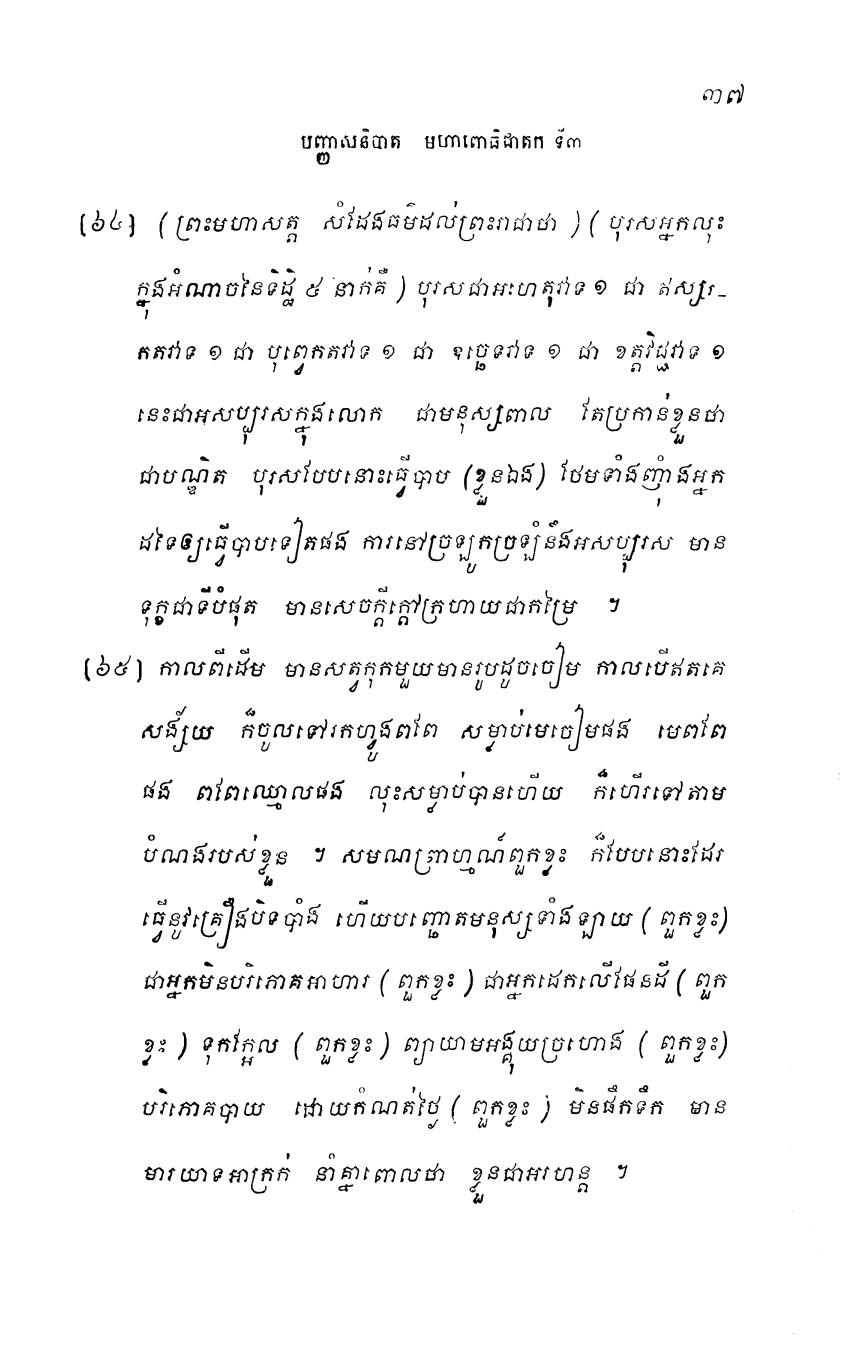 ៣៧
បញ្ញាសនិបាត មហាពោធិជាតក ទី៣
[៦៤] (ព្រះមហាសត្ត សំដែងធម៌ដល់ព្រះរាជាថា) (បុរសអ្នកលុះ
ក្នុងអំណាចនៃទិដ្ឋិ ៥ នាក់គឺ) បុរសជាអហេតុវាទ ១ ជា ឥស្សរ-
កតវាទ ១ ជា បុព្វេកតវាទ ១ ជា ឧច្ឆេទវាទ ១ ជា ខត្តវិជ្ជវាទ ១
នេះជាអសប្បុរសក្នុងលោក ជាមនុស្សពាល តែប្រកាន់ខ្លួនថា
ជាបណ្ឌិត បុរសបែបនោះធ្វើបាប (ខ្លួនឯង) ថែមទាំងញុំាងអ្នក
ដទៃឲ្យធ្វើបាបទៀតផង ការនៅច្រឡូកច្រឡំនឹងអសប្បុរស មាន
ទុក្ខជាទីបំផុត មានសេចក្តីក្តៅក្រហាយជាកម្រៃ ។
[៦៥] កាលពីដើម មានសត្វកុកមួយមានរូបដូចចៀម កាលបើឥតគេ
សង្ស័យ ក៏ចូលទៅរកហ្វូងពពែ សម្លាប់មេចៀមផង មេពពែ
ផង ពពែឈ្មោលផង លុះសម្លាប់បានហើយ ក៏ហើរទៅតាម
បំណងរបស់ខ្លួន ។ សមណព្រាហ្មណ៍ពួកខ្លះ ក៏បែបនោះដែរ
ធ្វើនូវគ្រឿងបិទបាំង ហើយបញ្ឆោតមនុស្សទាំងឡាយ (ពួកខ្លះ)
ជាអ្នកមិនបរិភោគអាហារ (ពួកខ្លះ) ជាអ្នកដេកលើផែនដី (ពួក
ខ្លះ) ទុកក្អែល (ពួកខ្លះ) ព្យាយាមអង្គុយច្រហោង (ពួកខ្លះ)
បរិភោគបាយ ដោយកំណត់ថ្ងៃ (ពួកខ្លះ) មិនផឹកទឹក មាន
មារយាទអាក្រក់ នាំគ្នាពោលថា ខ្លួនជាអរហន្ត ។